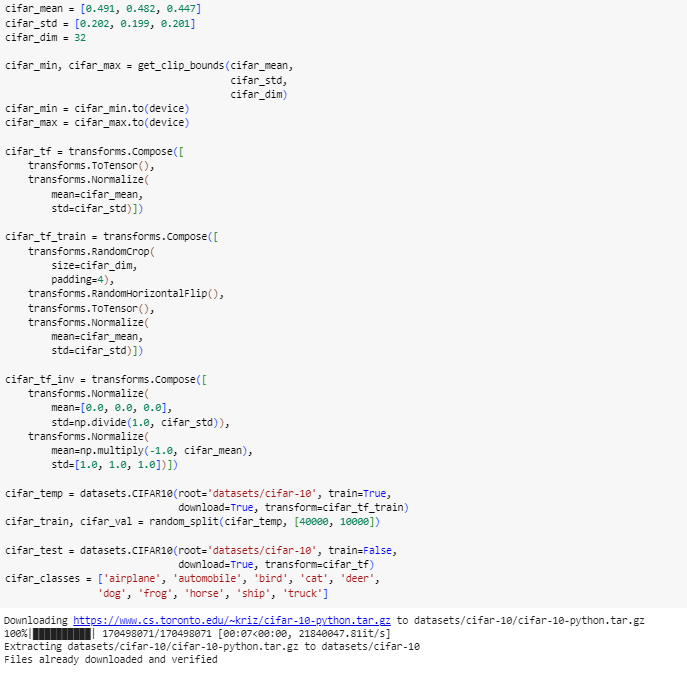 cifar_mean = [0.491, 0.482, 0.447]
cifar_std = [0.202, 0.199, 0.201]
cifar_dim = 32

cifar_min, cifar_max = get_clip_bounds(cifar_mean,
                                       cifar_std,
                                       cifar_dim)
cifar_min = cifar_min.to(device)
cifar_max = cifar_max.to(device)

cifar_tf = transforms.Compose([
    transforms.ToTensor(),
    transforms.Normalize(
        mean=cifar_mean,
        std=cifar_std)])

cifar_tf_train = transforms.Compose([
    transforms.RandomCrop(
        size=cifar_dim,
        padding=4),
    transforms.RandomHorizontalFlip(),
    transforms.ToTensor(),
    transforms.Normalize(
        mean=cifar_mean,
        std=cifar_std)])

cifar_tf_inv = transforms.Compose([
    transforms.Normalize(
        mean=[0.0, 0.0, 0.0],
        std=np.divide(1.0, cifar_std)),
    transforms.Normalize(
        mean=np.multiply(-1.0, cifar_mean),
        std=[1.0, 1.0, 1.0])])

cifar_temp = datasets.CIFAR10(root='datasets/cifar-10', train=True,
                              download=True, transform=cifar_tf_train)
cifar_train, cifar_val = random_split(cifar_temp, [40000, 10000])

cifar_test = datasets.CIFAR10(root='datasets/cifar-10', train=False,
                              download=True, transform=cifar_tf)
cifar_classes = ['airplane', 'automobile', 'bird', 'cat', 'deer',
                'dog', 'frog', 'horse', 'ship', 'truck']
Downloading https://www.cs.toronto.edu/~kriz/cifar-10-python.tar.gz to datasets/cifar-10/cifar-10-python.tar.gz
100%|██████████| 170498071/170498071 [00:07<00:00, 21840047.81it/s]
Extracting datasets/cifar-10/cifar-10-python.tar.gz to datasets/cifar-10
Files already downloaded and verified